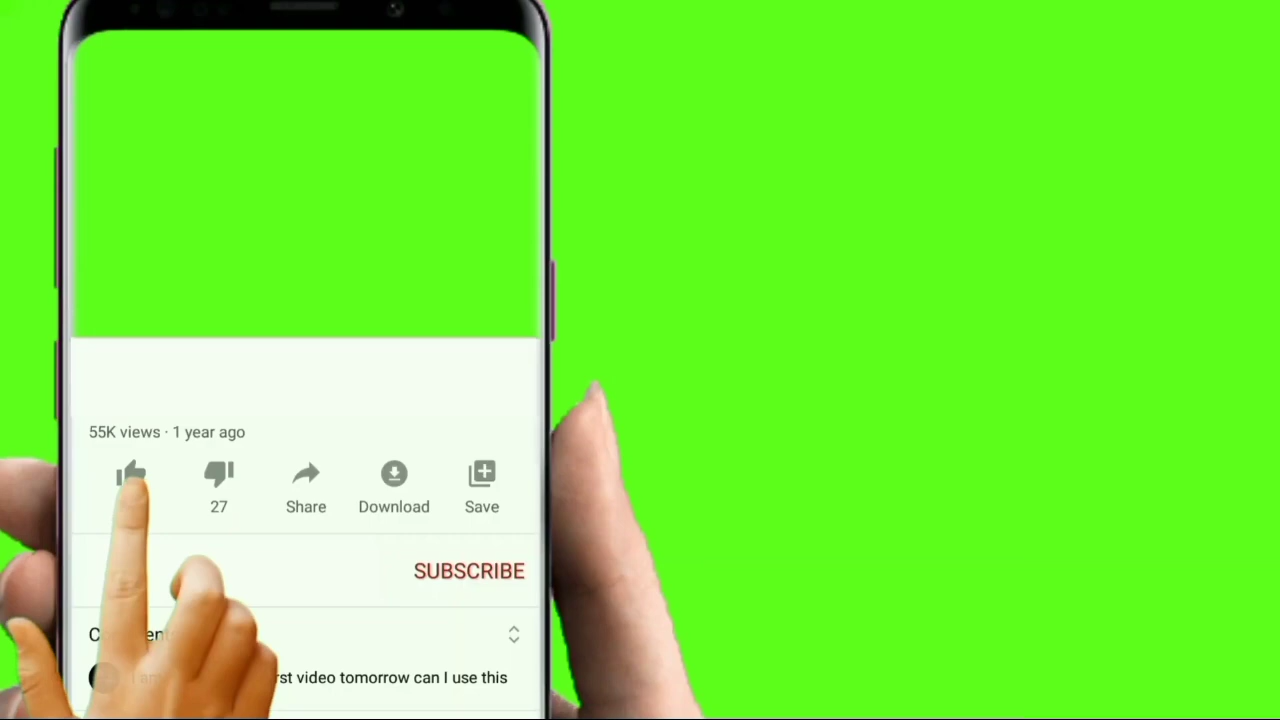 55K views · 1 year ago
27
Share
Download
Save
SUBSCRIBE
rst video tomorrow can I use this